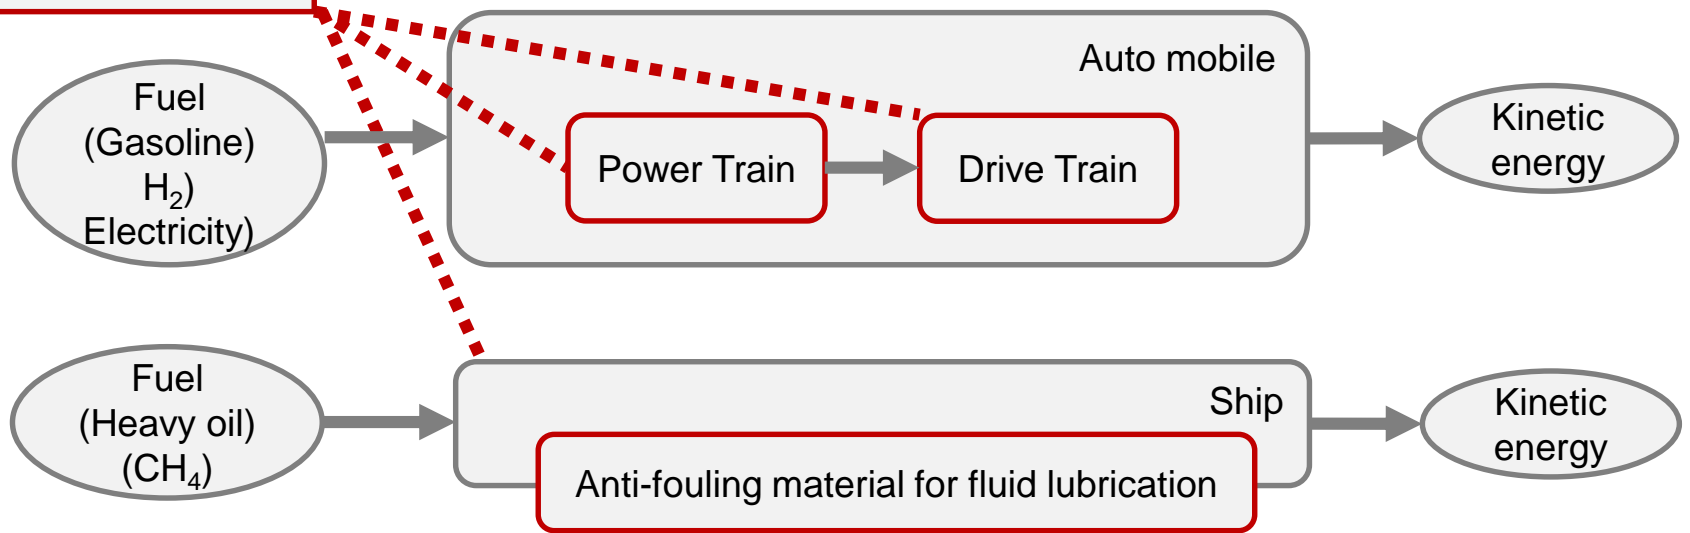 Auto mobile
Fuel
(Gasoline)
H₂)
Electricity)
Power Train
Drive Train
Kinetic
energy
Fuel
(Heavy oil)
(CH₄)
Ship
Anti-fouling material for fluid lubrication
Kinetic
energy